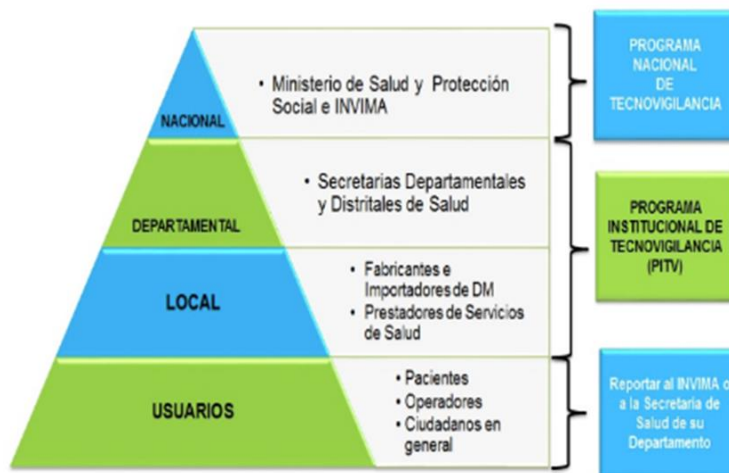 NACIONAL
• Ministerio de Salud y Protección
Social e INVIMA
PROGRAMA
NACIONAL
DE
TECNOVIGILANCIA
DEPARTAMENTAL
• Secretarias Departamentales
y Distritales de Salud
PROGRAMA
INSTITUCIONAL DE
TECNOVIGILANCIA
(PITV)
LOCAL
• Fabricantes e
Importadores de DM
• Prestadores de Servicios
de Salud
USUARIOS
• Pacientes
• Operadores
• Ciudadanos en
general
Reportar al INVIMA o
a la Secretaria de
Salud de su
Departamento